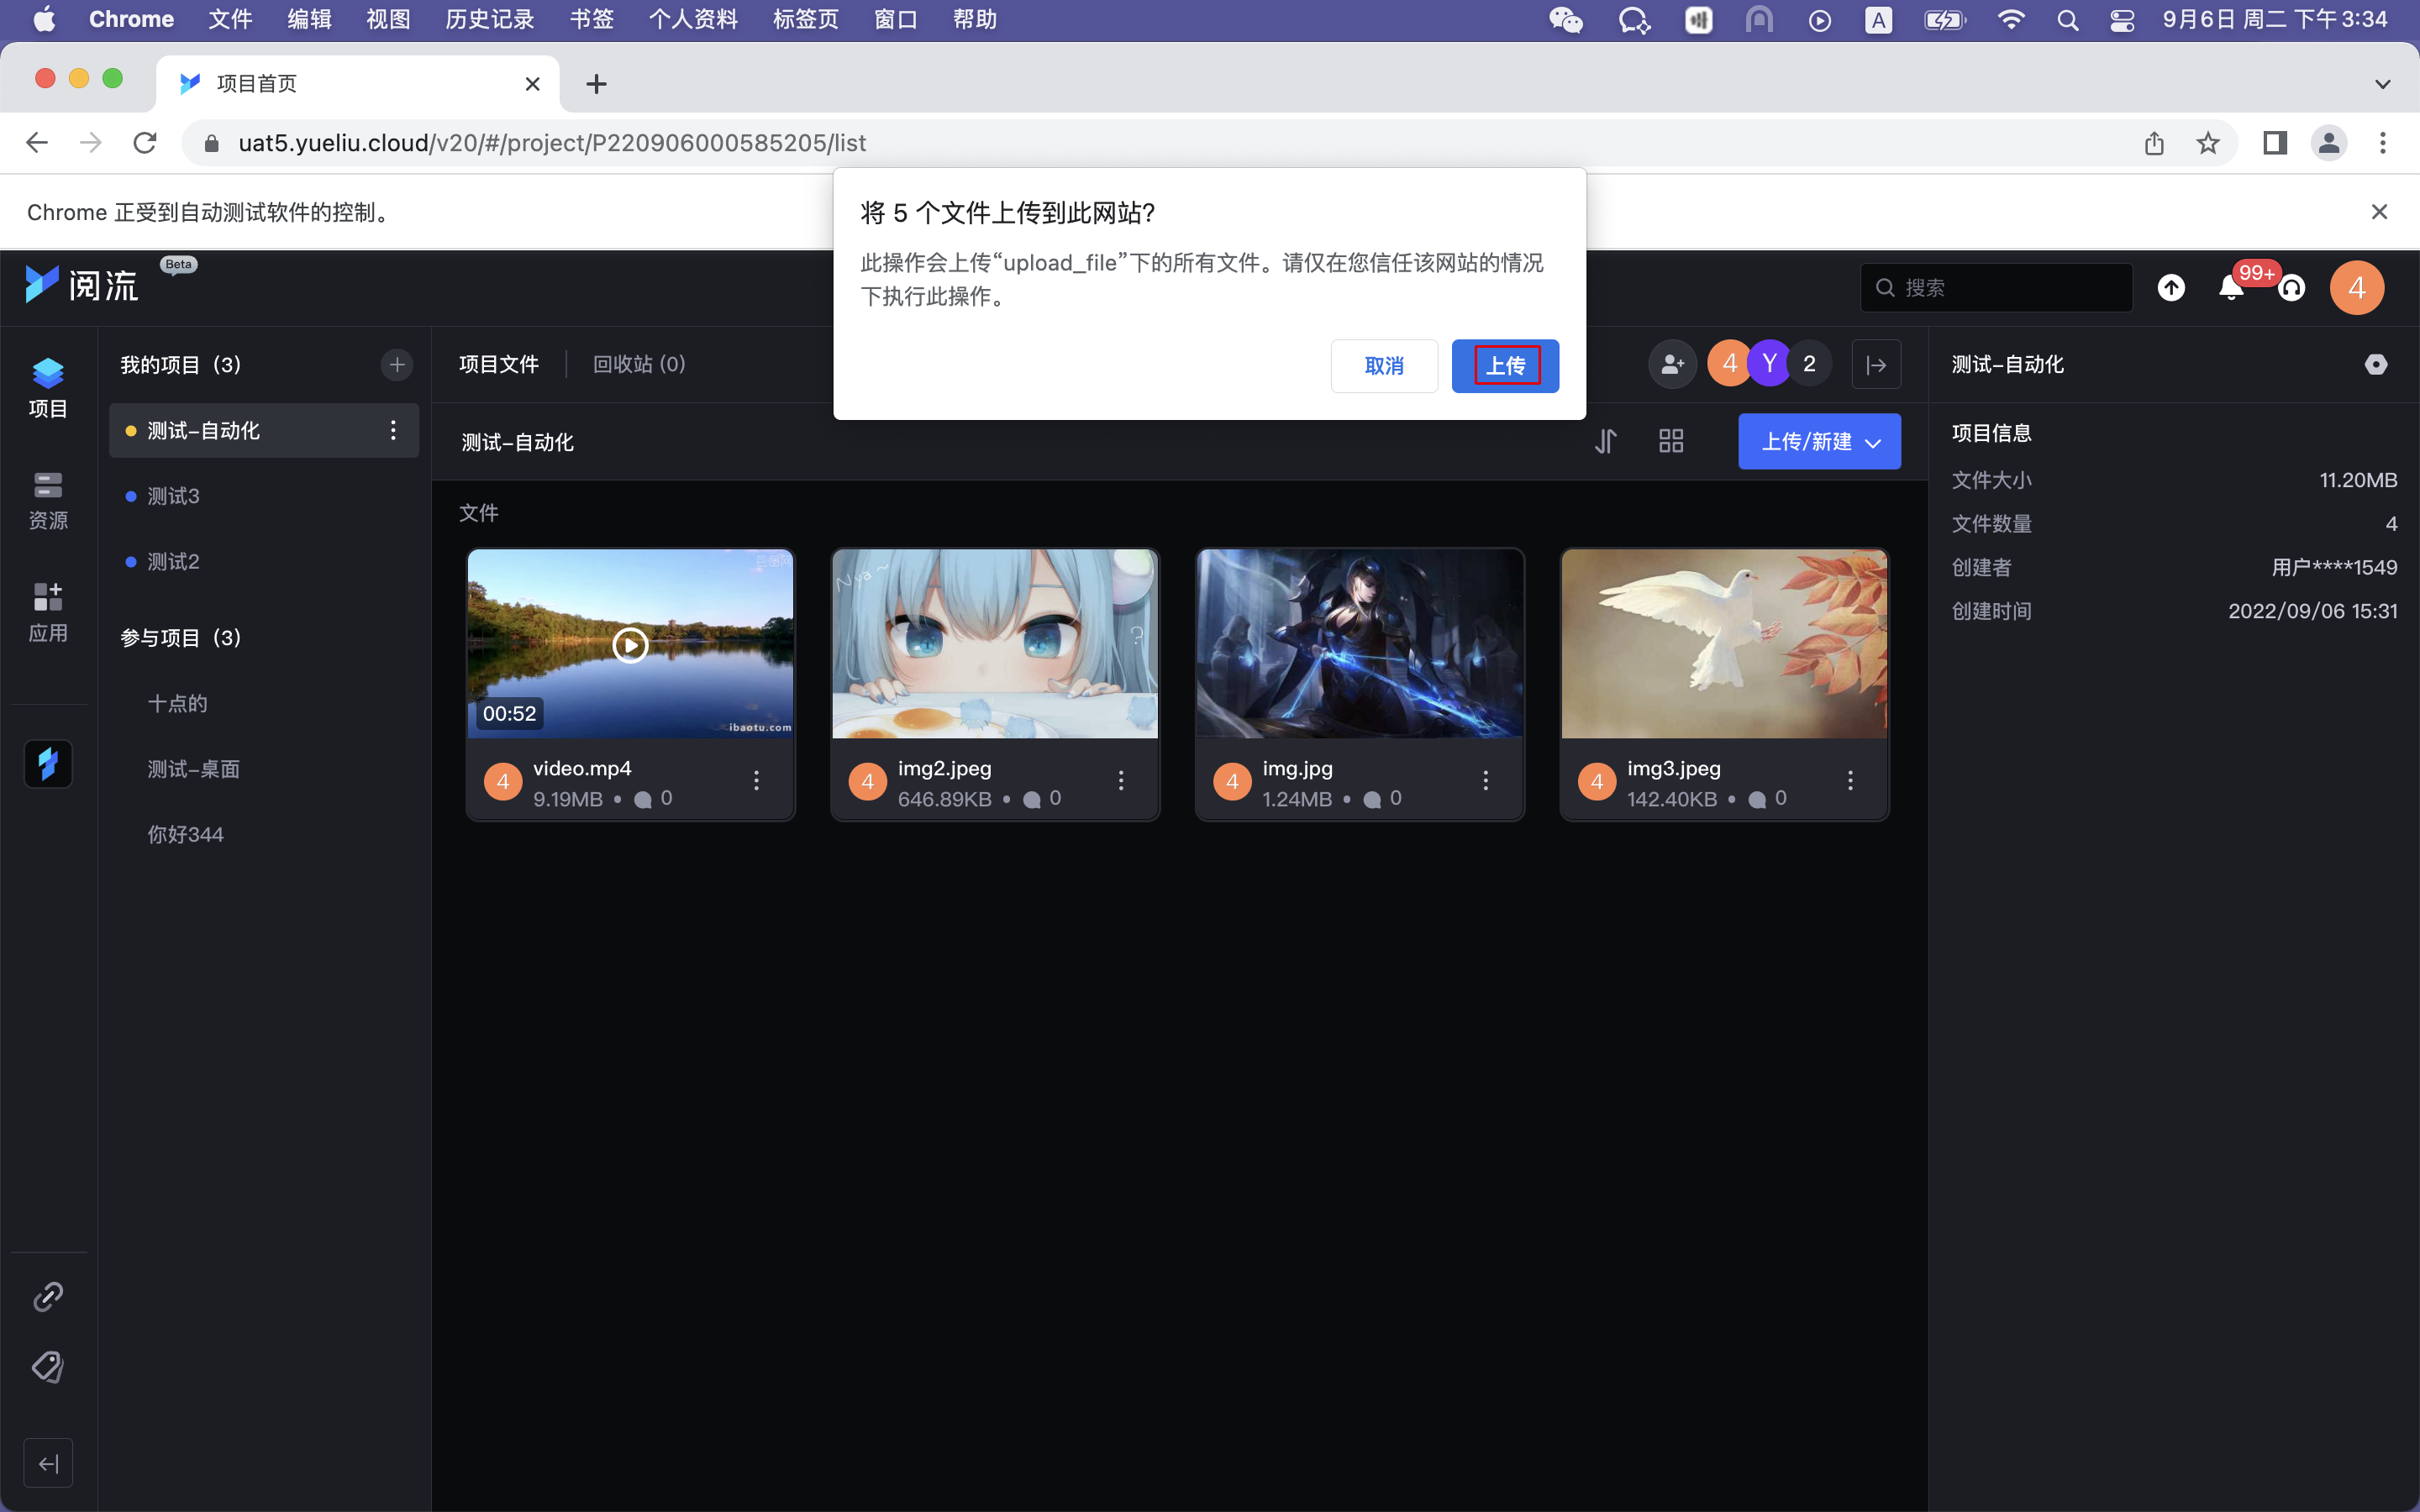 Chrome 文件 编辑 视图 历史记录 书签 个人资料 标签页 窗口 帮助 A 9月6日 周二 下午3:34
项目首页
uat5.yueliu.cloud/v20/#/project/P220906000585205/list
Chrome 正受到自动测试软件的控制。
将 5 个文件上传到此网站?
此操作会上传“upload_file”下的所有文件。请仅在您信任该网站的情况
下执行此操作。
取消 上传
阅流 Beta
搜索 99+ 4
项目
资源
应用
我的项目 (3)
测试-自动化
测试3
测试2
参与项目 (3)
十点的
测试-桌面
你好344
项目文件 回收站 (0) 4 Y 2
测试-自动化 上传/新建
文件
00:52
ibaotu.com
Nya~
?
4 video.mp4
9.19MB • 0
4 img2.jpeg
646.89KB • 0
4 img.jpg
1.24MB • 0
4 img3.jpeg
142.40KB • 0
测试-自动化
项目信息
文件大小 11.20MB
文件数量 4
创建者 用户****1549
创建时间 2022/09/06 15:31